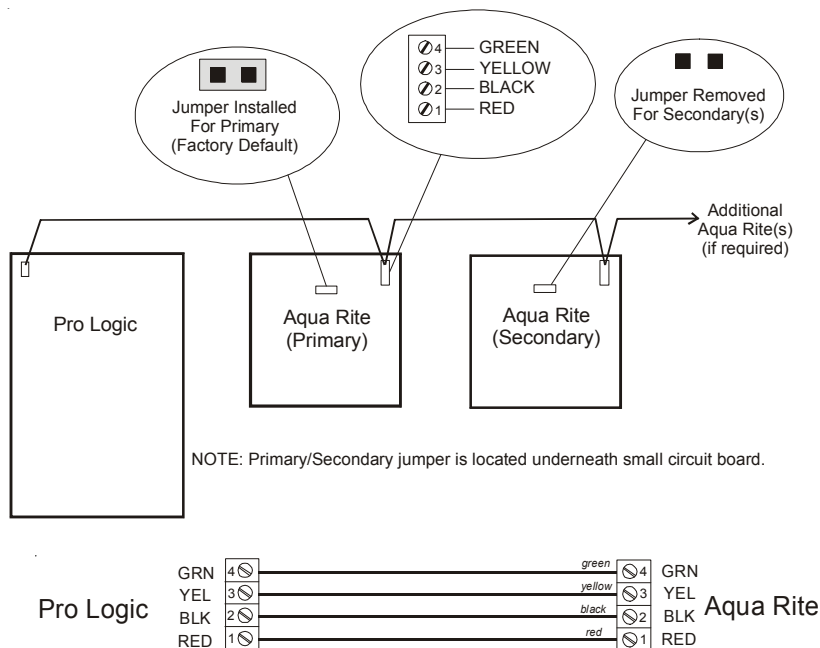 Jumper Installed
For Primary
(Factory Default)
4 GREEN
3 YELLOW
2 BLACK
1 RED
Jumper Removed
For Secondary(s)
Additional
Aqua Rite(s)
(if required)
Pro Logic
Aqua Rite
(Primary)
Aqua Rite
(Secondary)
NOTE: Primary/Secondary jumper is located underneath small circuit board.
Pro Logic
GRN 4 green 4 GRN
YEL 3 yellow 3 YEL
BLK 2 black 2 BLK
RED 1 red 1 RED
Aqua Rite